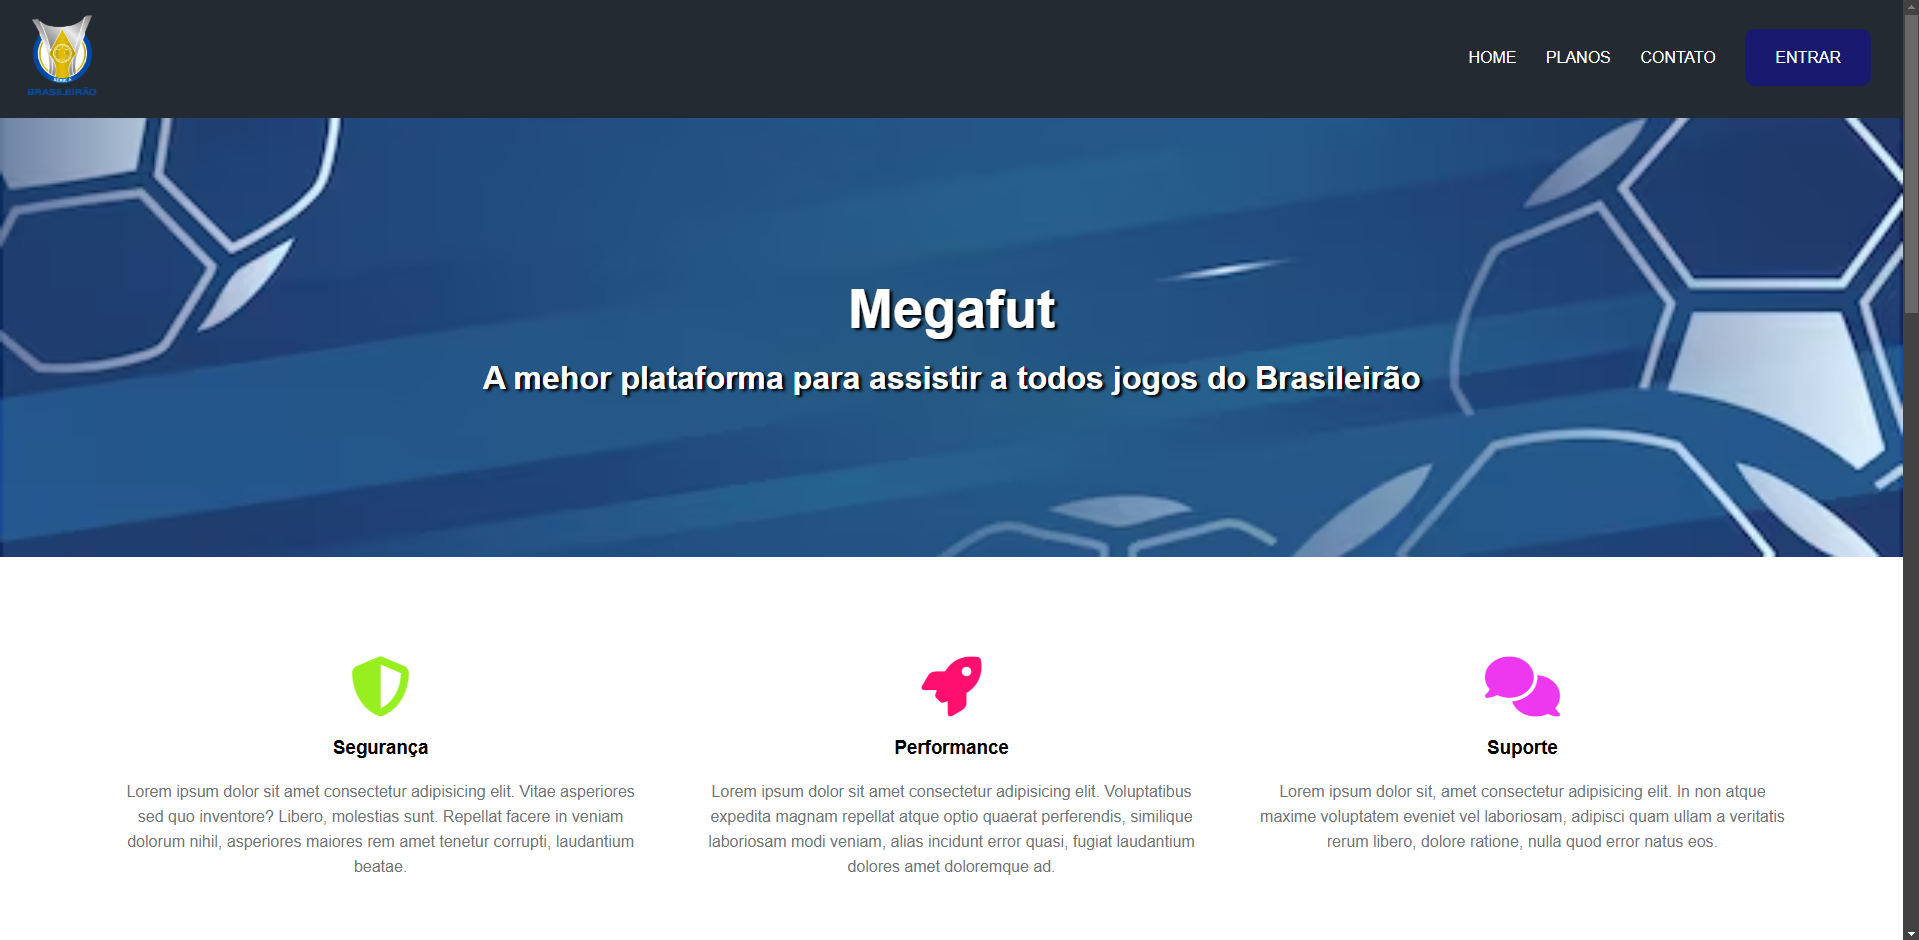 BRASILEIRÃO
HOME PLANOS CONTATO ENTRAR
Megafut
A mehor plataforma para assistir a todos jogos do Brasileirão
Segurança
Lorem ipsum dolor sit amet consectetur adipisicing elit. Vitae asperiores
sed quo inventore? Libero, molestias sunt. Repellat facere in veniam
dolorum nihil, asperiores maiores rem amet tenetur corrupti, laudantium
beatae.
Performance
Lorem ipsum dolor sit amet consectetur adipisicing elit. Voluptatibus
expedita magnam repellat atque optio quaerat perferendis, similique
laboriosam modi veniam, alias incidunt error quasi, fugiat laudantium
dolores amet doloremque ad.
Suporte
Lorem ipsum dolor sit, amet consectetur adipisicing elit. In non atque
maxime voluptatem eveniet vel laboriosam, adipisci quam ullam a veritatis
rerum libero, dolore ratione, nulla quod error natus eos.